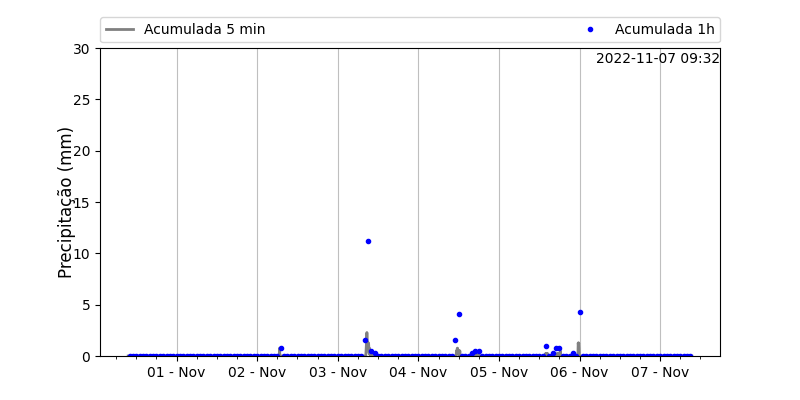 Acumulada 5 min
Acumulada 1h
2022-11-07 09:32
Precipitação (mm)
30
25
20
15
10
5
0
01 - Nov
02 - Nov
03 - Nov
04 - Nov
05 - Nov
06 - Nov
07 - Nov